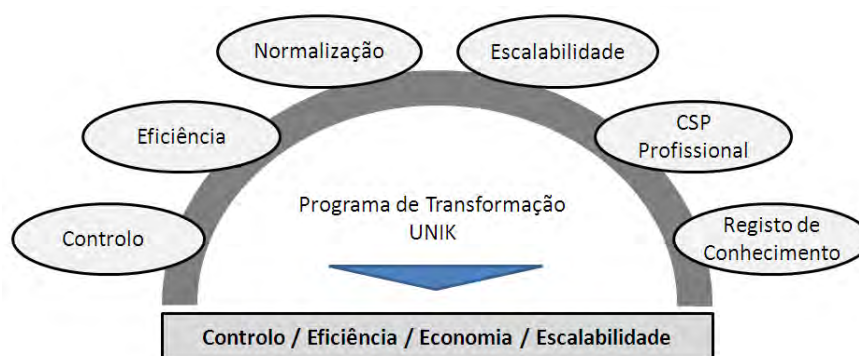 Normalização
Escalabilidade
Eficiência
CSP
Profissional
Programa de Transformação
UNIK
Controlo
Registo de
Conhecimento
Controlo / Eficiência / Economia / Escalabilidade